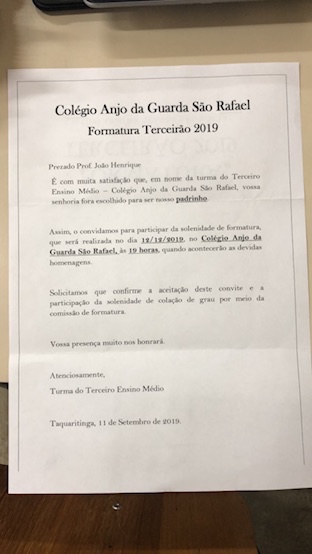 Colégio Anjo da Guarda São Rafael
Formatura Terceirão 2019
Prezado Prof. João Henrique
É com muita satisfação que, em nome da turma do Terceiro
Ensino Médio – Colégio Anjo da Guarda São Rafael, vossa
senhoria fora escolhido para ser nosso padrinho.
Assim, o convidamos para participar da solenidade de formatura,
que será realizada no dia 12/12/2019, no Colégio Anjo da
Guarda São Rafael, às 19 horas, quando acontecerão as devidas
homenagens.
Solicitamos que confirme a aceitação deste convite e a
participação da solenidade de colação de grau por meio da
comissão de formatura.
Vossa presença muito nos honrará.
Atenciosamente,
Turma do Terceiro Ensino Médio
Taquaritinga, 11 de Setembro de 2019.